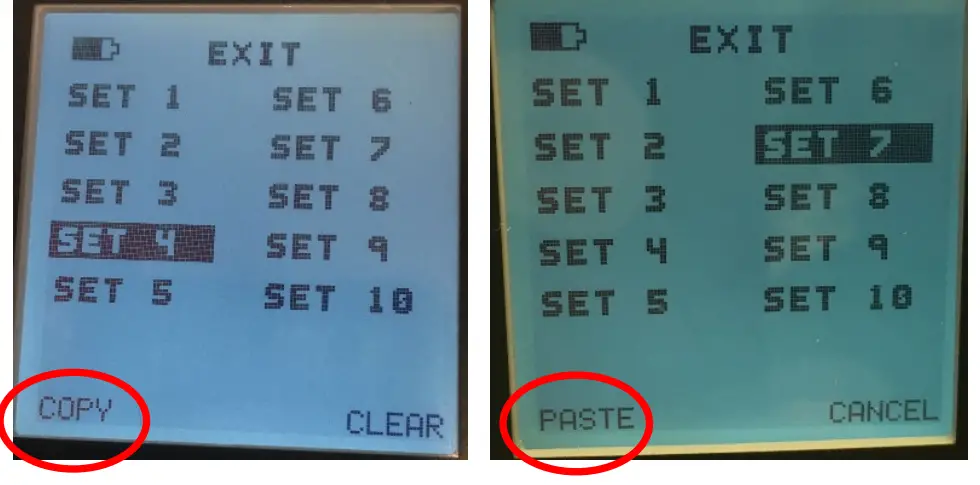 EXIT
SET 1 SET 6
SET 2 SET 7
SET 3 SET 8
SET 4 SET 9
SET 5 SET 10
COPY CLEAR
EXIT
SET 1 SET 6
SET 2 SET 7
SET 3 SET 8
SET 4 SET 9
SET 5 SET 10
PASTE CANCEL